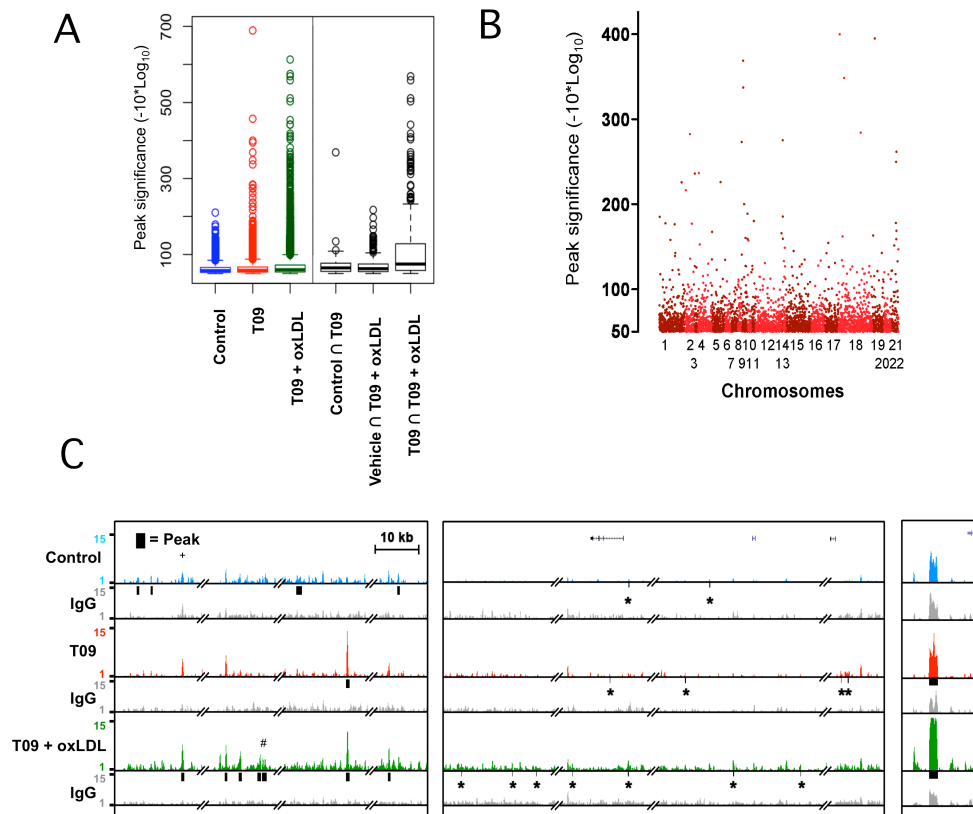 A
Peak significance (-10*Log10)
700
500
300
100
Control
T09
T09 + oxLDL
Control ∩ T09
Vehicle ∩ T09 + oxLDL
T09 ∩ T09 + oxLDL
B
Peak significance (-10*Log10)
400
300
200
100
50
1 2 4 5 6 8 10 12 14 15 16 17 18 19 21
3 7 9 11 13 20 22
Chromosomes
C
15
= Peak
10 kb
Control
+
1
15
IgG
* *
1
15
T09
1
15
IgG
* * **
1
15
T09 + oxLDL
#
1
15
IgG
* * * * * * *
1